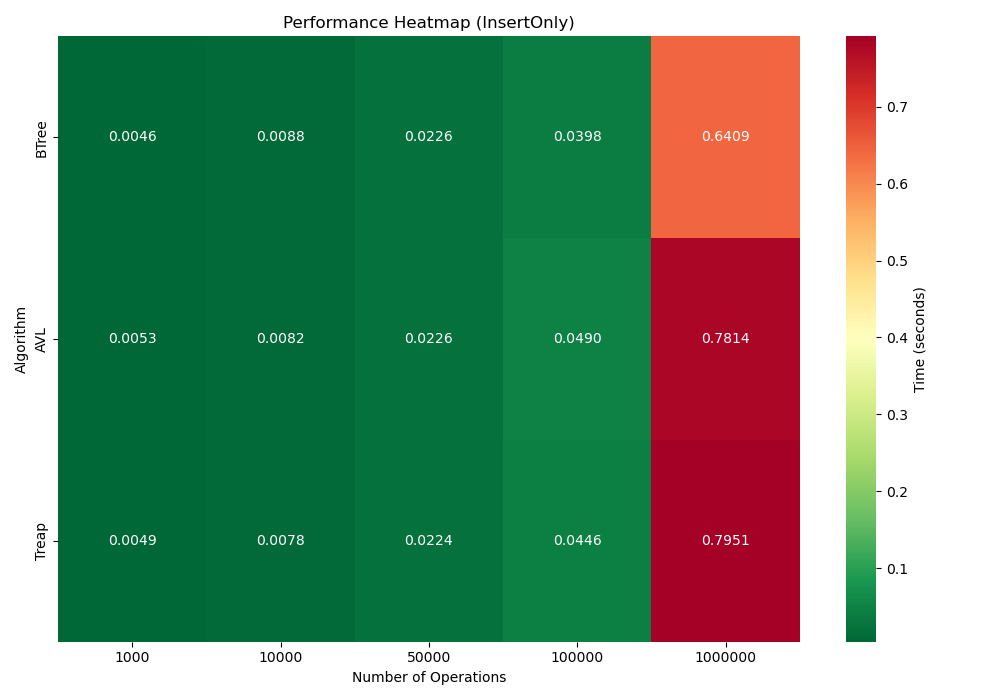 Performance Heatmap (InsertOnly)
Algorithm
BTree
0.0046 0.0088 0.0226 0.0398 0.6409
AVL
0.0053 0.0082 0.0226 0.0490 0.7814
Treap
0.0049 0.0078 0.0224 0.0446 0.7951
1000 10000 50000 100000 1000000
Number of Operations
0.7
0.6
0.5
0.4
0.3
0.2
0.1
Time (seconds)